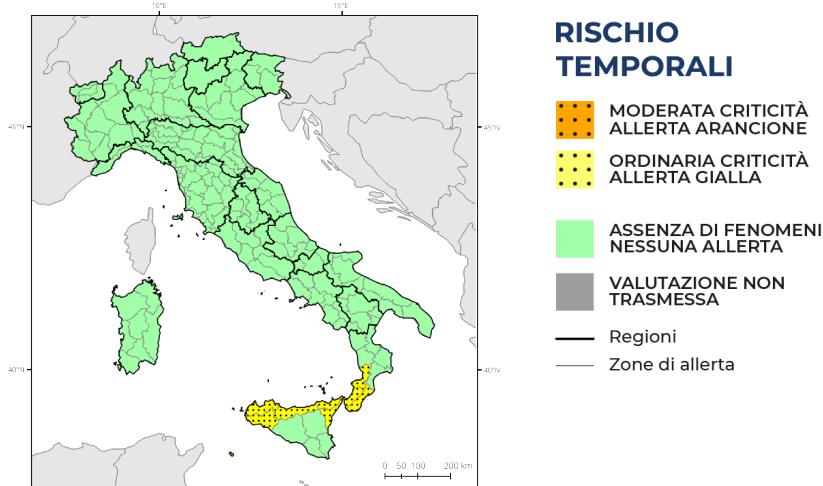 10°E 15°E
RISCHIO
TEMPORALI
MODERATA CRITICITÀ
ALLERTA ARANCIONE
45°N 45°N
ORDINARIA CRITICITÀ
ALLERTA GIALLA
ASSENZA DI FENOMENI
NESSUNA ALLERTA
VALUTAZIONE NON
TRASMESSA
Regioni
Zone di allerta
40°N 40°N
0 50 100 200 km